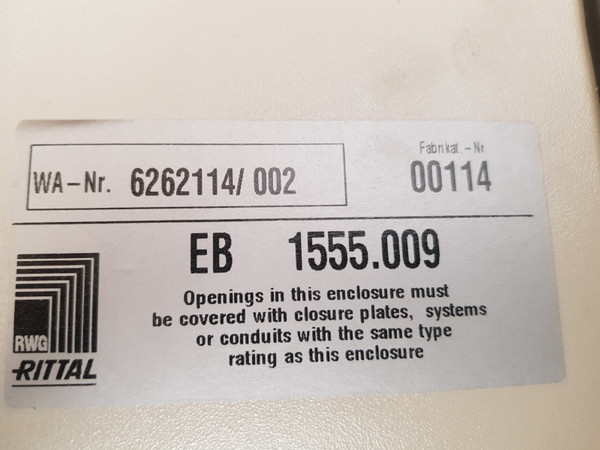 Fabrikat.-Nr
WA-Nr. 6262114/ 002
00114
EB 1555.009
Openings in this enclosure must
be covered with closure plates, systems
or conduits with the same type
rating as this enclosure
RWG
RITTAL